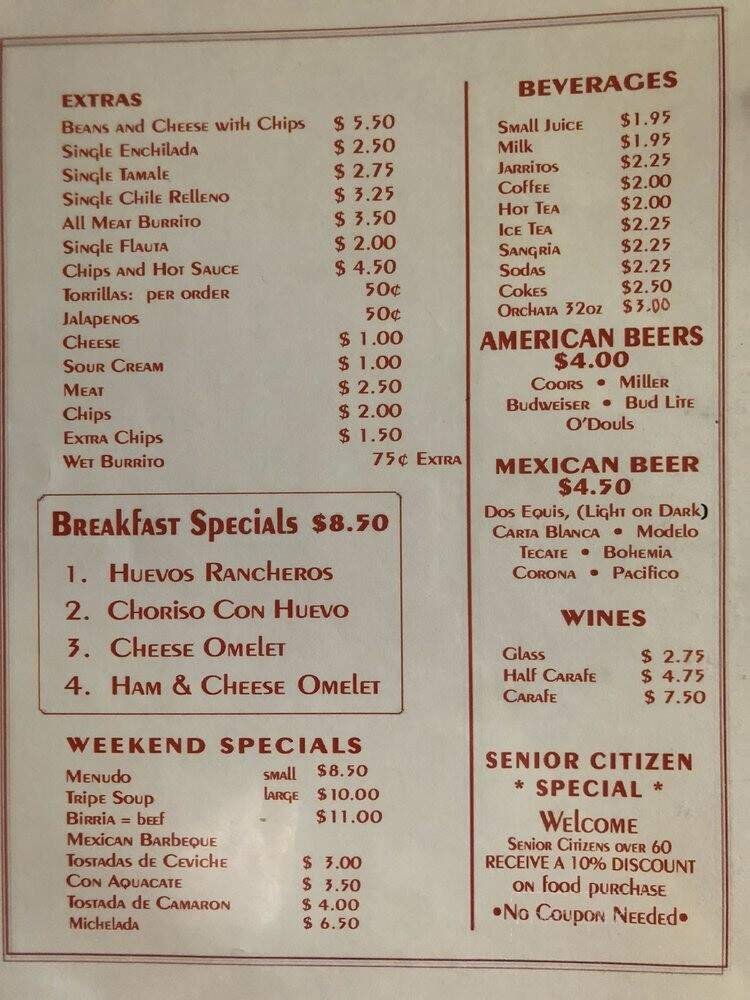 EXTRAS
Beans and Cheese with Chips $ 5.50
Single Enchilada $ 2.50
Single Tamale $ 2.75
Single Chile Relleno $ 3.25
All Meat Burrito $ 3.50
Single Flauta $ 2.00
Chips and Hot Sauce $ 4.50
Tortillas: per order 50¢
Jalapenos 50¢
Cheese $ 1.00
Sour Cream $ 1.00
Meat $ 2.50
Chips $ 2.00
Extra Chips $ 1.50
Wet Burrito 75¢ Extra
Breakfast Specials $8.50
1. Huevos Rancheros
2. Choriso Con Huevo
3. Cheese Omelet
4. Ham & Cheese Omelet
WEEKEND SPECIALS
Menudo small $8.50
Tripe Soup large $10.00
Birria = beef - $11.00
Mexican Barbeque
Tostadas de Ceviche $ 3.00
Con Aquacate $ 3.50
Tostada de Camaron $ 4.00
Michelada $ 6.50
BEVERAGES
Small Juice $1.95
Milk $1.95
Jarritos $2.25
Coffee $2.00
Hot Tea $2.00
Ice Tea $2.25
Sangria $2.25
Sodas $2.25
Cokes $2.50
Orchata 32oz $3.00
AMERICAN BEERS
$4.00
Coors • Miller
Budweiser • Bud Lite
O'Douls
MEXICAN BEER
$4.50
Dos Equis, (Light or Dark)
Carta Blanca • Modelo
Tecate • Bohemia
Corona • Pacifico
WINES
Glass $ 2.75
Half Carafe $ 4.75
Carafe $ 7.50
SENIOR CITIZEN
* SPECIAL *
Welcome
Senior Citizens over 60
RECEIVE A 10% DISCOUNT
on food purchase
•No Coupon Needed•